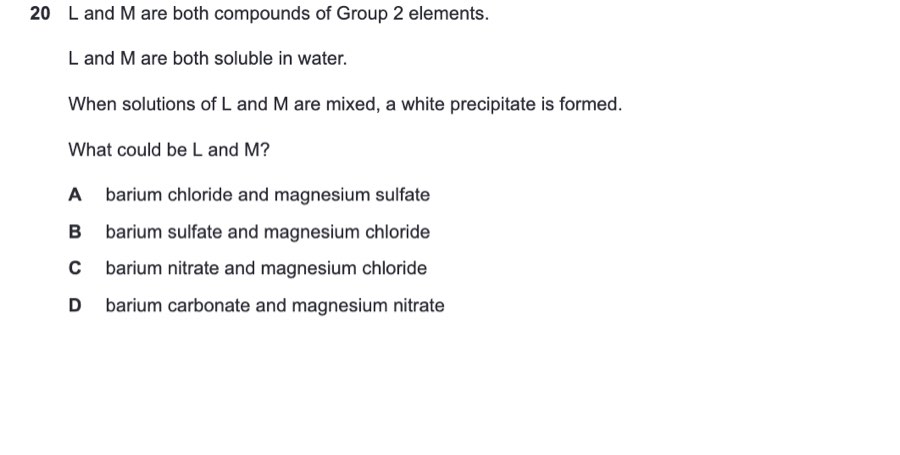 20 L and M are both compounds of Group 2 elements.
L and M are both soluble in water.
When solutions of L and M are mixed, a white precipitate is formed.
What could be L and M?
A barium chloride and magnesium sulfate
B barium sulfate and magnesium chloride
C barium nitrate and magnesium chloride
D barium carbonate and magnesium nitrate